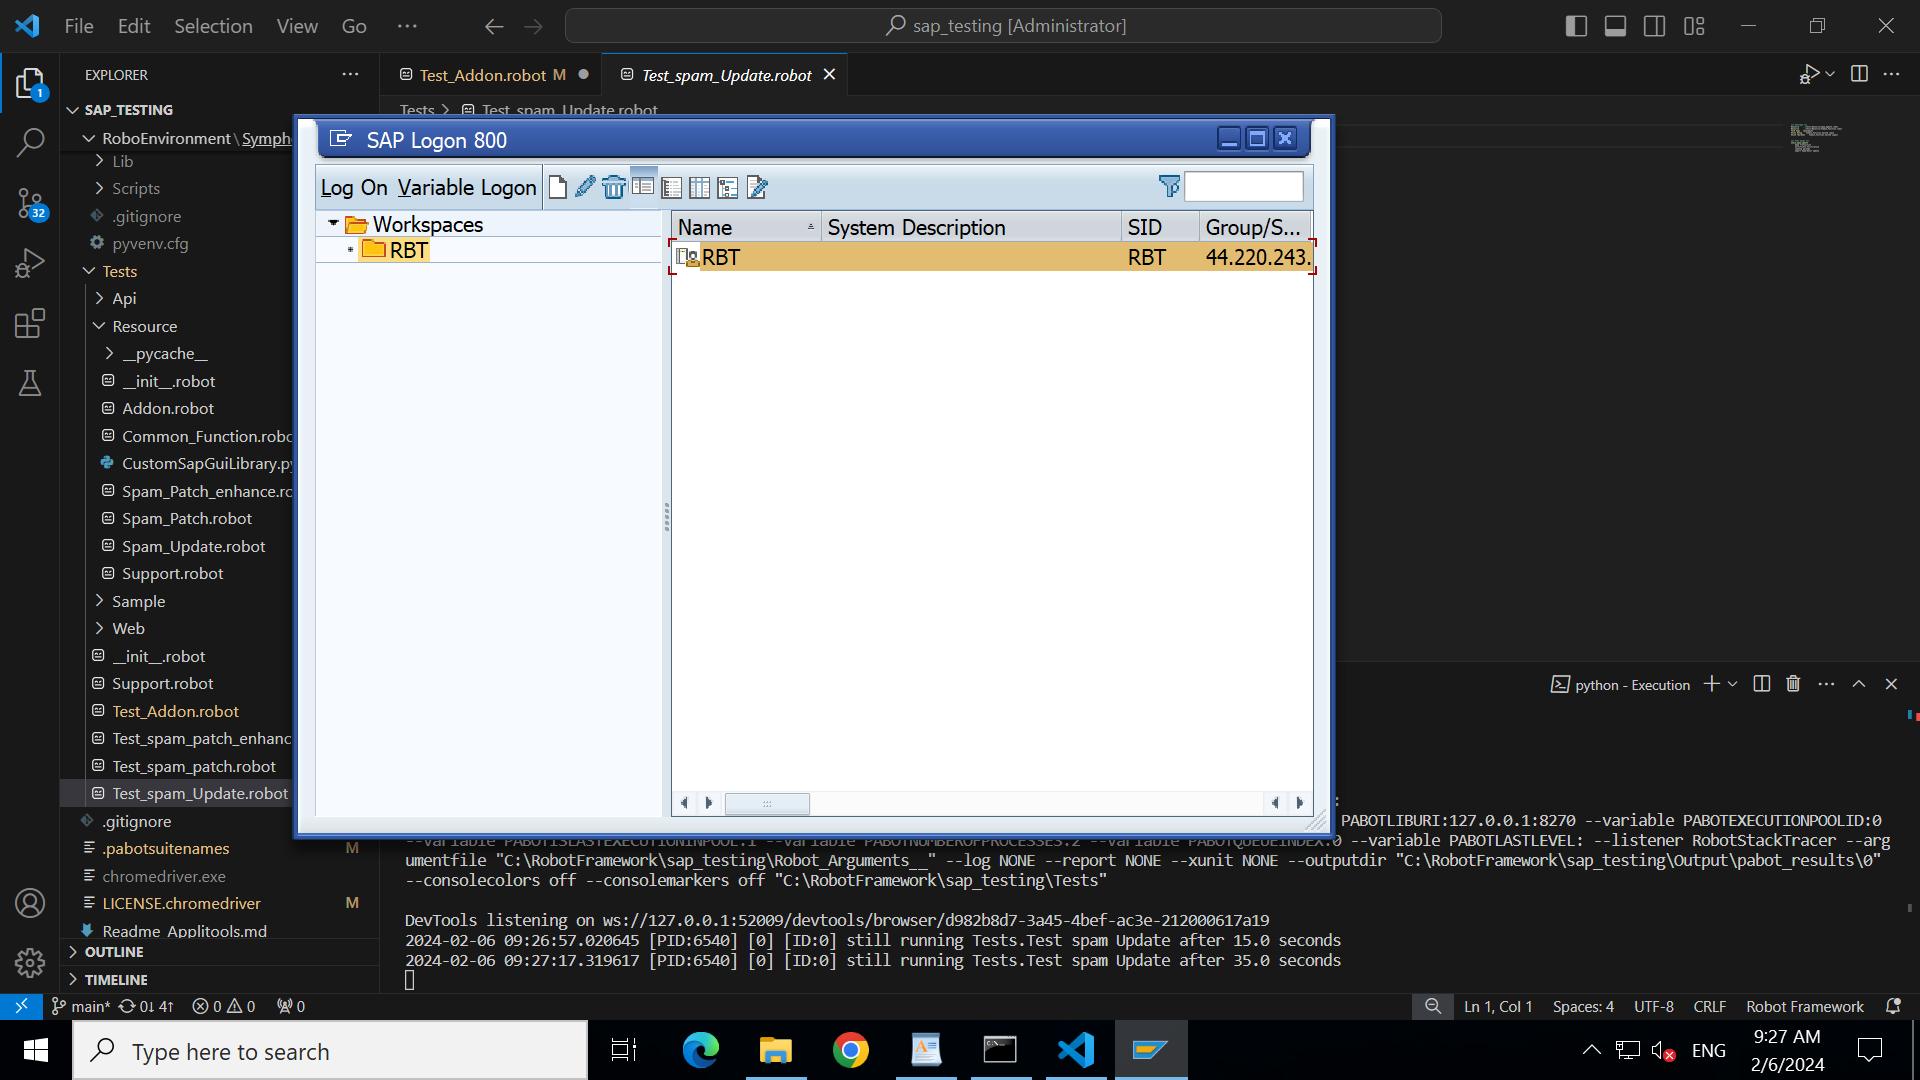 File Edit Selection View Go ··· sap_testing [Administrator]
EXPLORER
Test_Addon.robot M
Test_spam_Update.robot
SAP_TESTING
Tests > Test_spam_Update.robot
RoboEnvironment\Symph
Lib
Scripts
.gitignore
pyvenv.cfg
Tests
Api
Resource
__pycache__
__init__.robot
Addon.robot
Common_Function.robo
CustomSapGuiLibrary.py
Spam_Patch_enhance.ro
Spam_Patch.robot
Spam_Update.robot
Support.robot
Sample
Web
__init__.robot
Support.robot
Test_Addon.robot
Test_spam_patch_enhanc
Test_spam_patch.robot
Test_spam_Update.robot
.gitignore
.pabotsuitenames M
chromedriver.exe
LICENSE.chromedriver M
Readme_Applitools.md
OUTLINE
TIMELINE
1
32
SAP Logon 800
Log On Variable Logon
Workspaces
RBT
Name System Description SID Group/S...
RBT RBT 44.220.243.
python - Execution
PABOTLIBURI:127.0.0.1:8270 --variable PABOTEXECUTIONPOOLID:0
--variable PABOTISLASTEXECUTIONINPOOL:1 --variable PABOTNUMBEROFPROCESSES:2 --variable PABOTQUEUEINDEX:0 --variable PABOTLASTLEVEL: --listener RobotStackTracer --arg
umentfile "C:\RobotFramework\sap_testing\Robot_Arguments__" --log NONE --report NONE --xunit NONE --outputdir "C:\RobotFramework\sap_testing\Output\pabot_results\0"
--consolecolors off --consolemarkers off "C:\RobotFramework\sap_testing\Tests"
DevTools listening on ws://127.0.0.1:52009/devtools/browser/d982b8d7-3a45-4bef-ac3e-212000617a19
2024-02-06 09:26:57.020645 [PID:6540] [0] [ID:0] still running Tests.Test spam Update after 15.0 seconds
2024-02-06 09:27:17.319617 [PID:6540] [0] [ID:0] still running Tests.Test spam Update after 35.0 seconds
main* 0↓ 4↑ 0 0 0
Ln 1, Col 1 Spaces: 4 UTF-8 CRLF Robot Framework
Type here to search
ENG
9:27 AM
2/6/2024